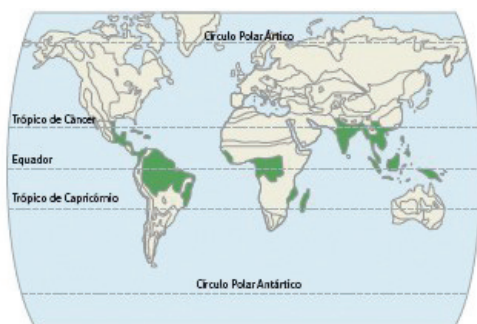 Círculo Polar Ártico
Trópico de Câncer
Equador
Trópico de Capricórnio
Círculo Polar Antártico